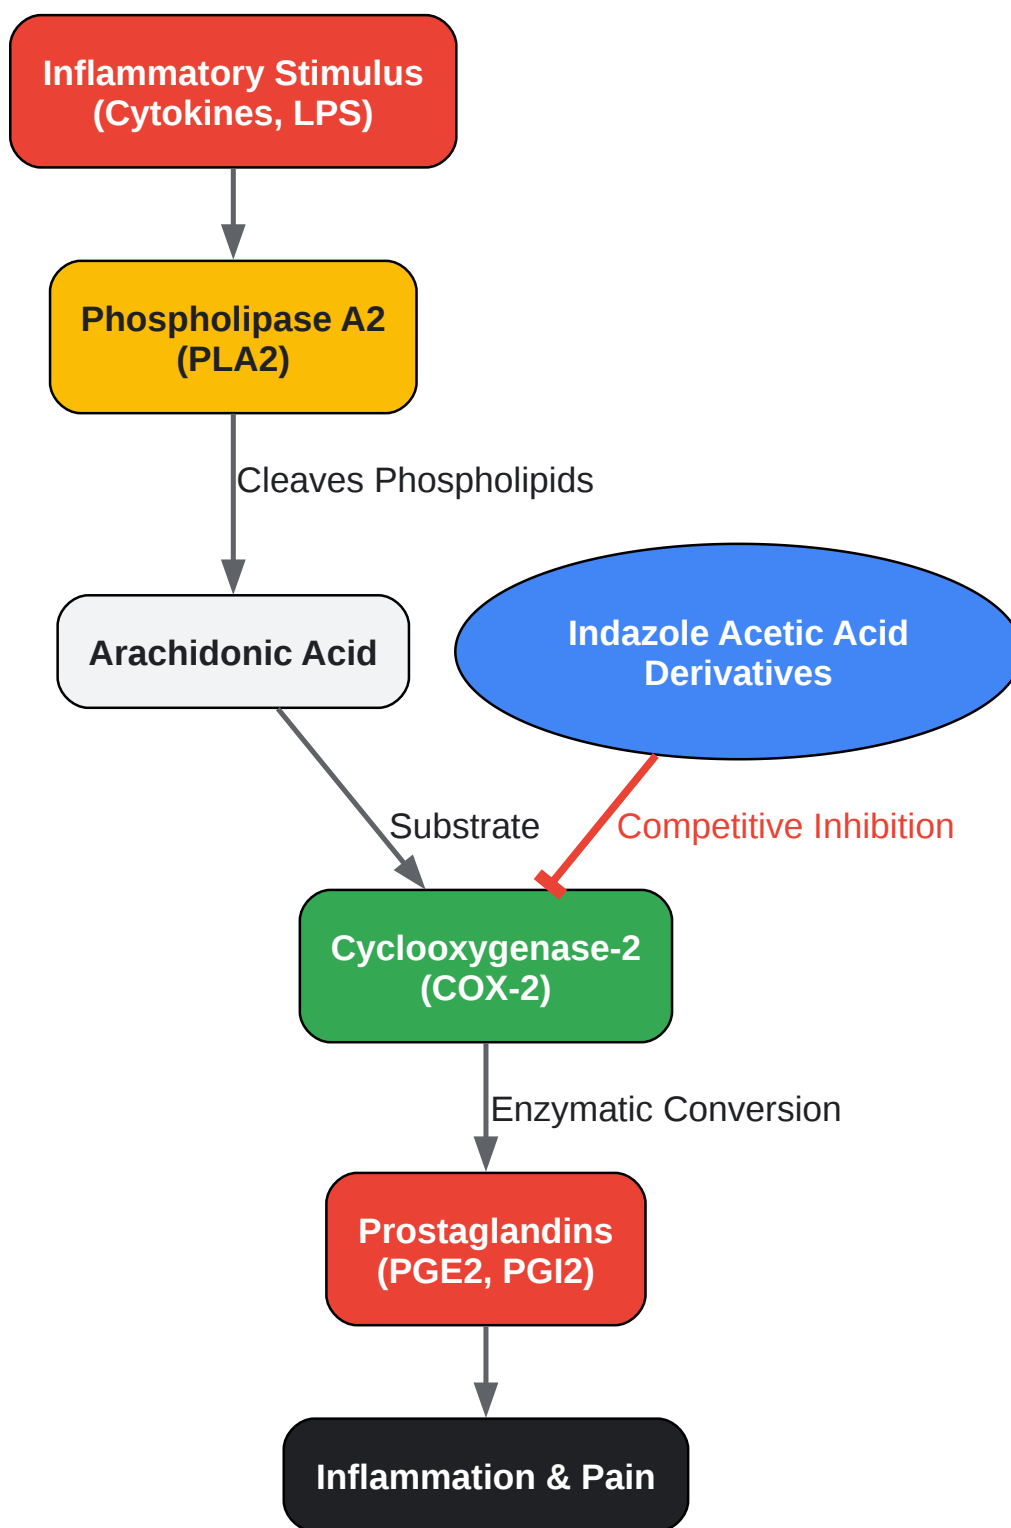 Inflammatory Stimulus
(Cytokines, LPS)
Phospholipase A2
(PLA2)
Cleaves Phospholipids
Arachidonic Acid
Indazole Acetic Acid
Derivatives
Substrate
Competitive Inhibition
Cyclooxygenase-2
(COX-2)
Enzymatic Conversion
Prostaglandins
(PGE2, PGI2)
Inflammation & Pain